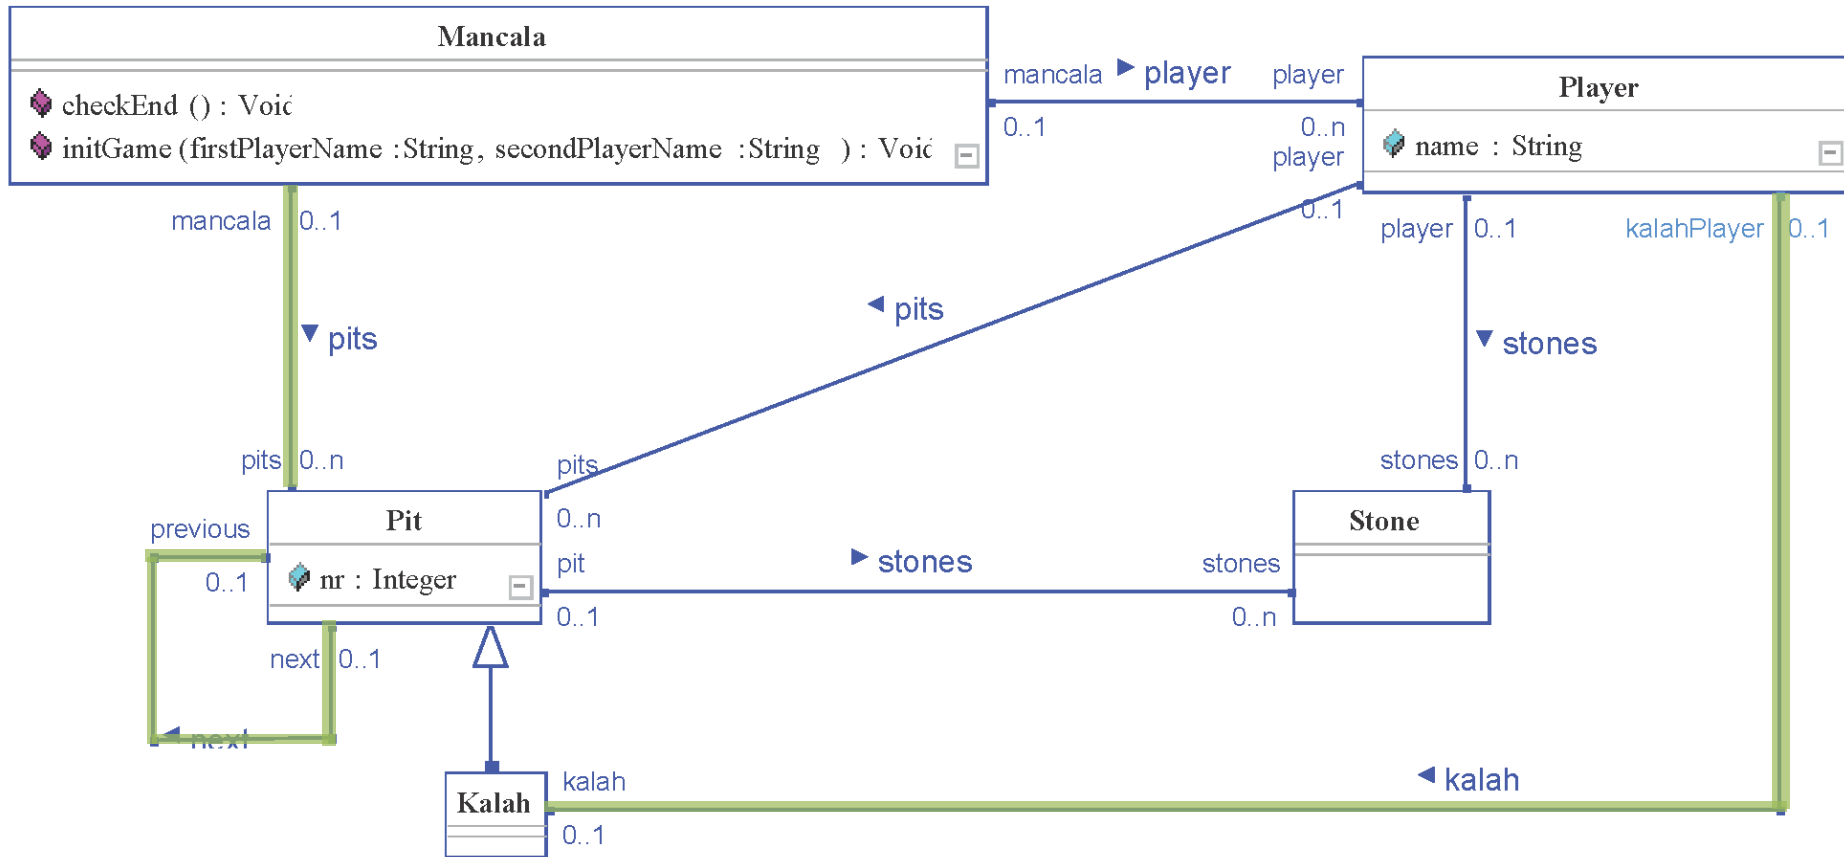 Mancala
checkEnd () : Void
initGame (firstPlayerName :String, secondPlayerName :String ) : Void
mancala
player
player
0..1
0..n
player
0..1
Player
name : String
mancala
0..1
player
0..1
kalahPlayer
0..1
pits
pits
stones
pits
0..n
pits
0..n
stones
0..n
previous
0..1
Pit
nr : Integer
pit
0..1
stones
stones
0..n
Stone
next
0..1
next
Kalah
kalah
0..1
kalah